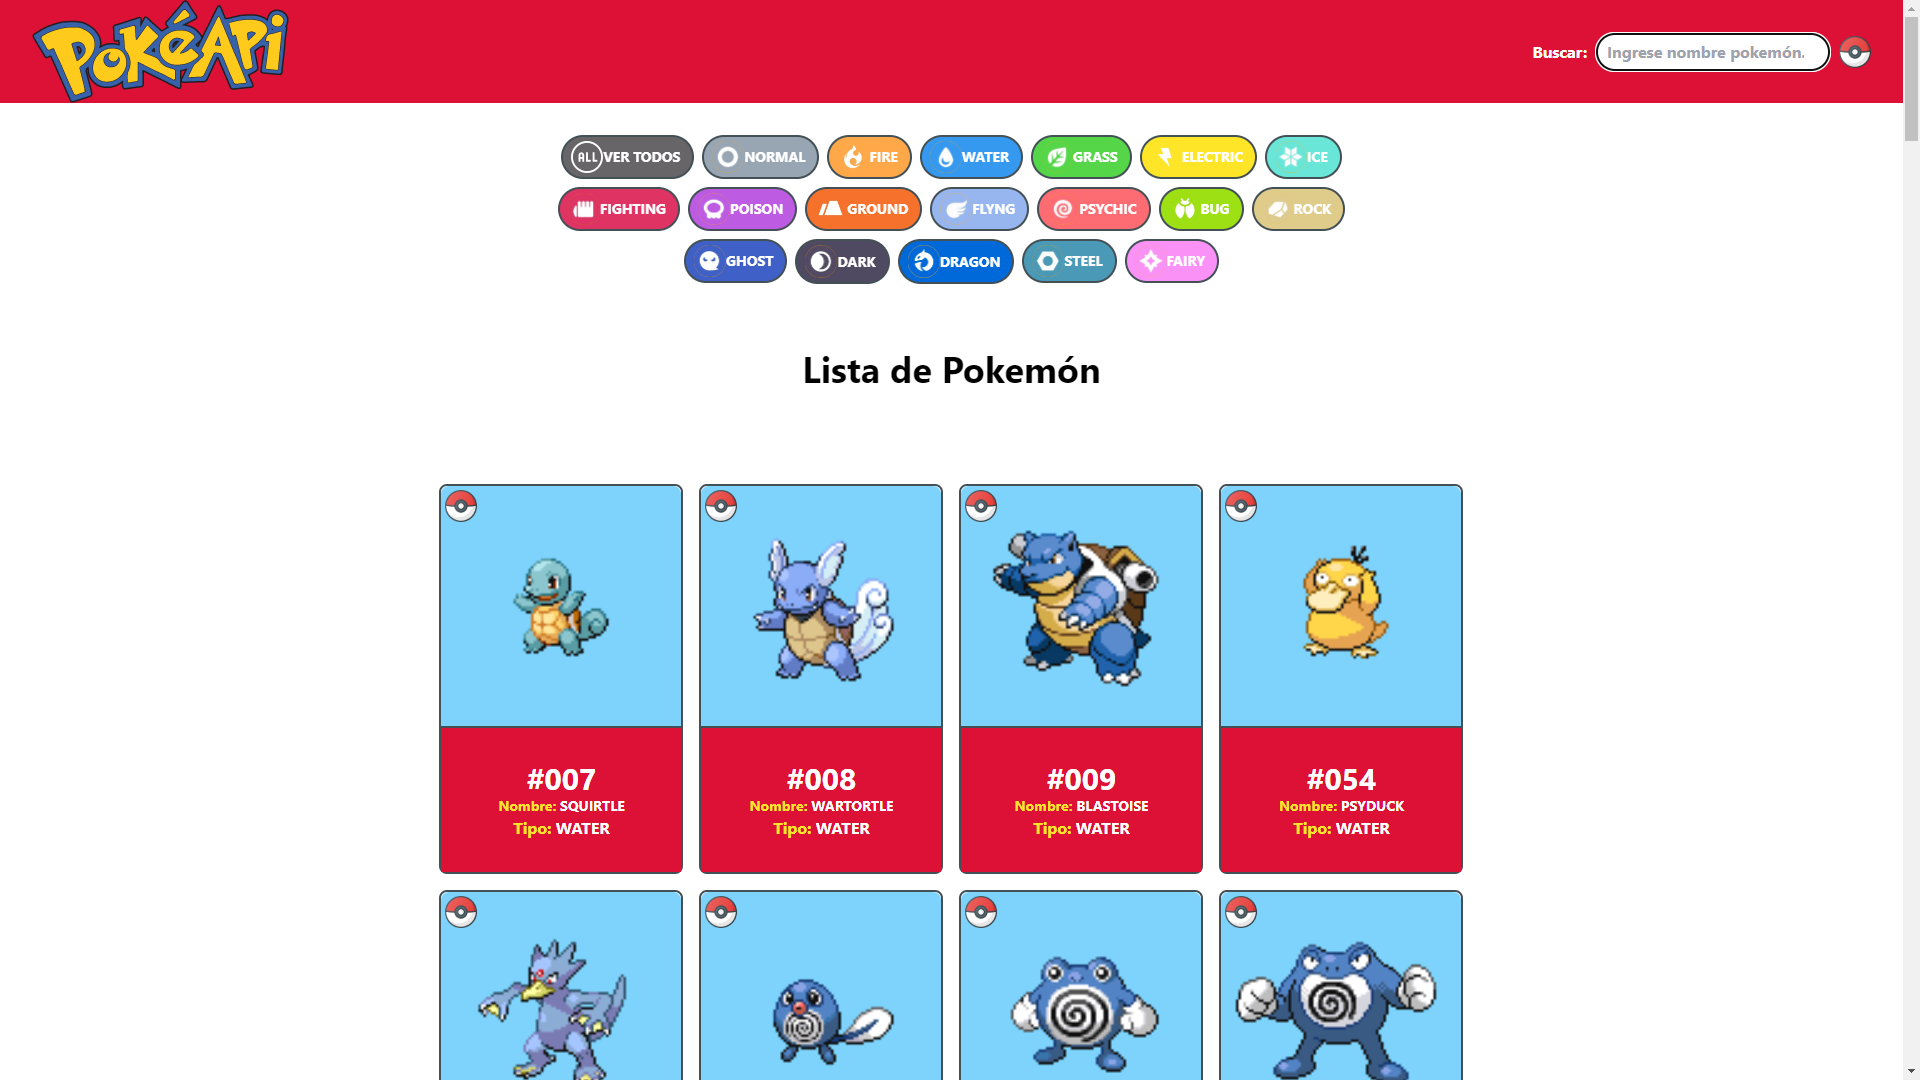 PokéApi
Buscar: Ingrese nombre pokemón.
ALL VER TODOS NORMAL FIRE WATER GRASS ELECTRIC ICE
FIGHTING POISON GROUND FLYNG PSYCHIC BUG ROCK
GHOST DARK DRAGON STEEL FAIRY
Lista de Pokemón
#007
Nombre: SQUIRTLE
Tipo: WATER
#008
Nombre: WARTORTLE
Tipo: WATER
#009
Nombre: BLASTOISE
Tipo: WATER
#054
Nombre: PSYDUCK
Tipo: WATER